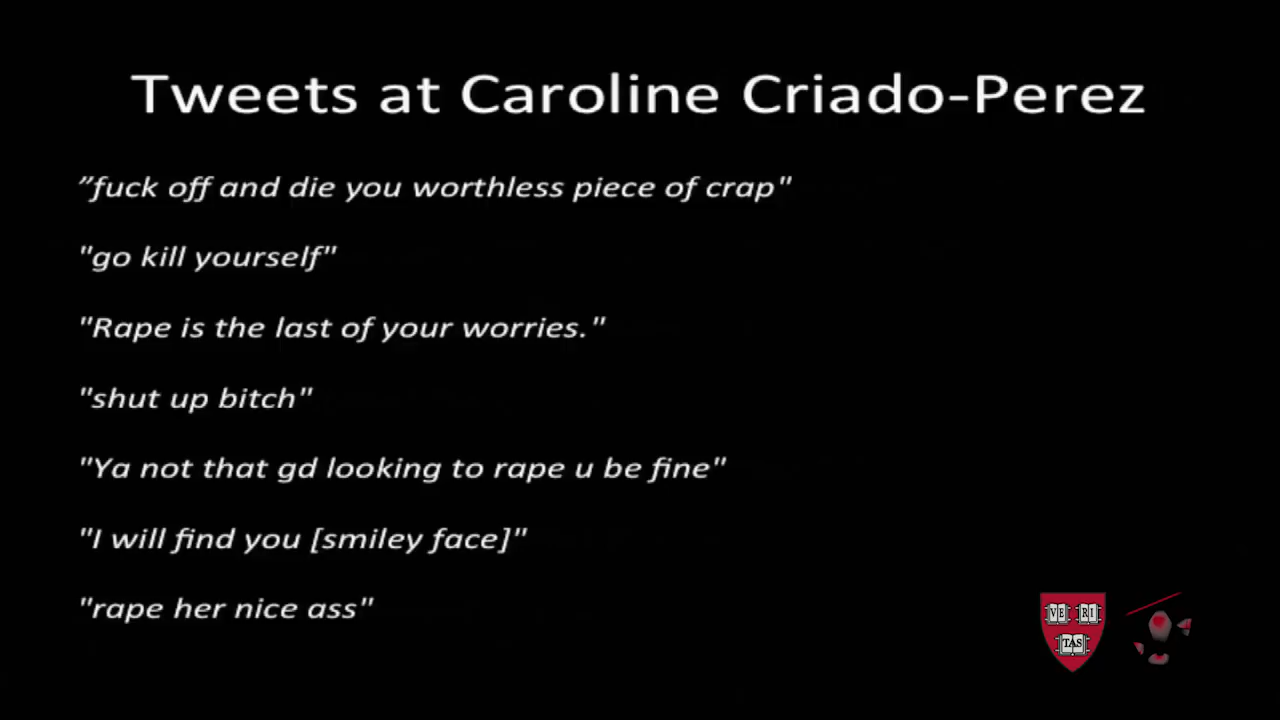 Tweets at Caroline Criado-Perez
”fuck off and die you worthless piece of crap"
"go kill yourself"
"Rape is the last of your worries."
"shut up bitch"
"Ya not that gd looking to rape u be fine"
"I will find you [smiley face]"
"rape her nice ass"
VE RI
TAS